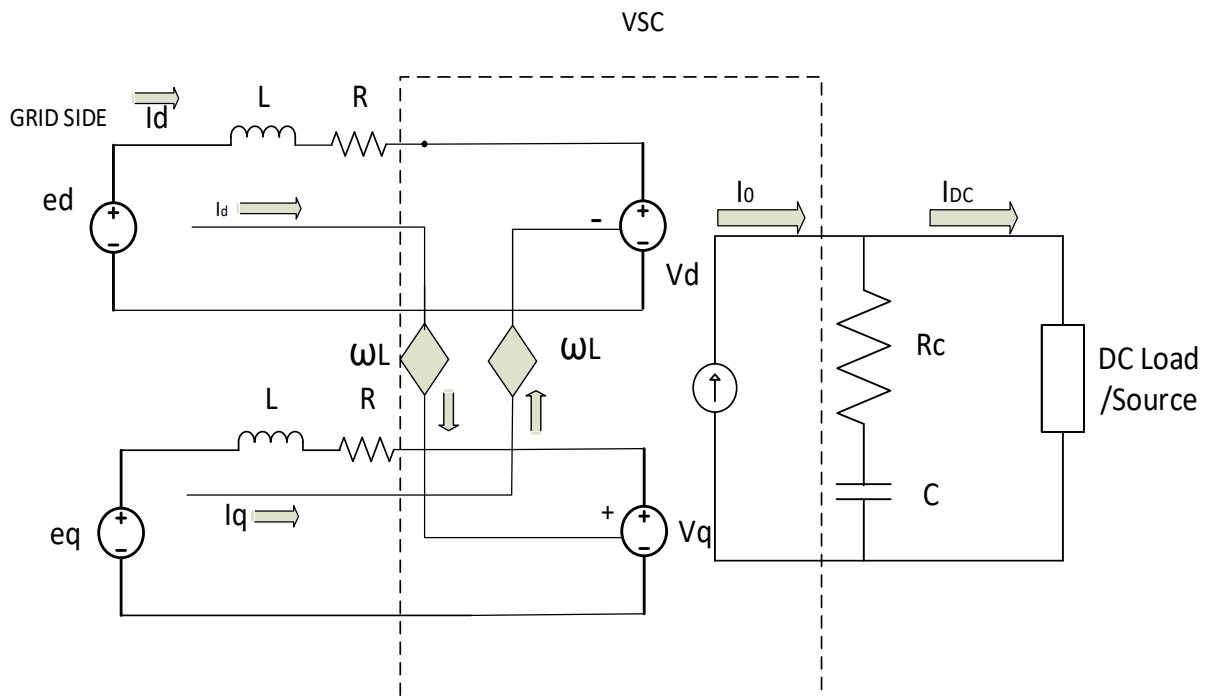 VSC
GRID SIDE
Id
L
R
ed
+
-
Id
-
+
-
Vd
I0
IDC
ωL
ωL
Rc
DC Load
/Source
L
R
C
eq
+
-
Iq
+
+
-
Vq